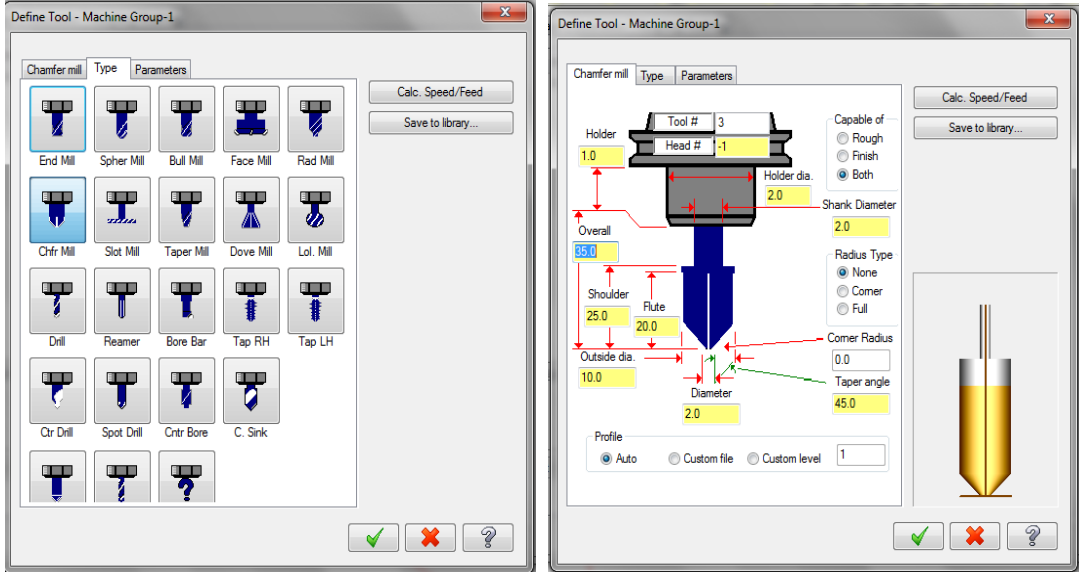 Define Tool - Machine Group-1
Chamfer mill Type Parameters
Calc. Speed/Feed
Save to library...
End Mill Spher Mill Bull Mill Face Mill Rad Mill
Chfr Mill Slot Mill Taper Mill Dove Mill Lol. Mill
Drill Reamer Bore Bar Tap RH Tap LH
Ctr Drill Spot Drill Cntr Bore C. Sink
Define Tool - Machine Group-1
Chamfer mill Type Parameters
Calc. Speed/Feed
Save to library...
Tool # 3
Head # -1
Holder
1.0
Holder dia.
2.0
Capable of
Rough
Finish
Both
Shank Diameter
2.0
Overall
35.0
Radius Type
None
Corner
Full
Shoulder
25.0
Flute
20.0
Corner Radius
0.0
Outside dia.
10.0
Taper angle
45.0
Diameter
2.0
Profile
Auto Custom file Custom level 1